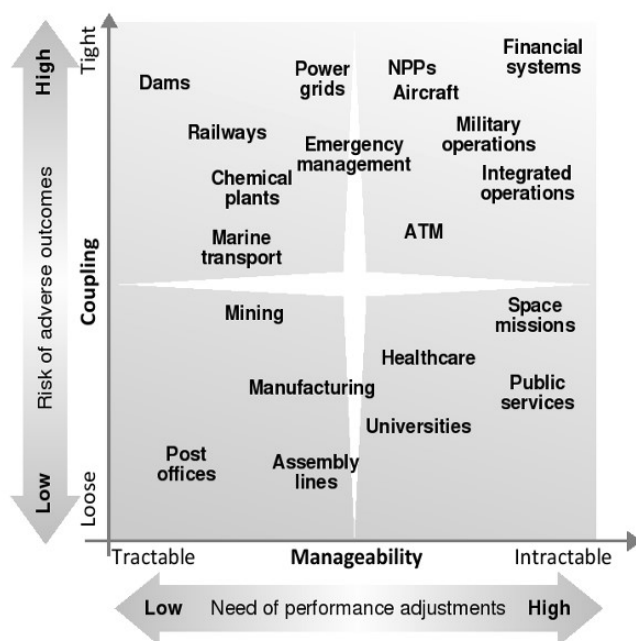 High
Risk of adverse outcomes
Low
Tight
Coupling
Loose
Financial
systems
Power
grids
NPPs
Aircraft
Dams
Railways
Military
operations
Emergency
management
Integrated
operations
Chemical
plants
Marine
transport
ATM
Mining
Space
missions
Healthcare
Manufacturing
Public
services
Universities
Post
offices
Assembly
lines
Tractable Manageability Intractable
Low Need of performance adjustments High